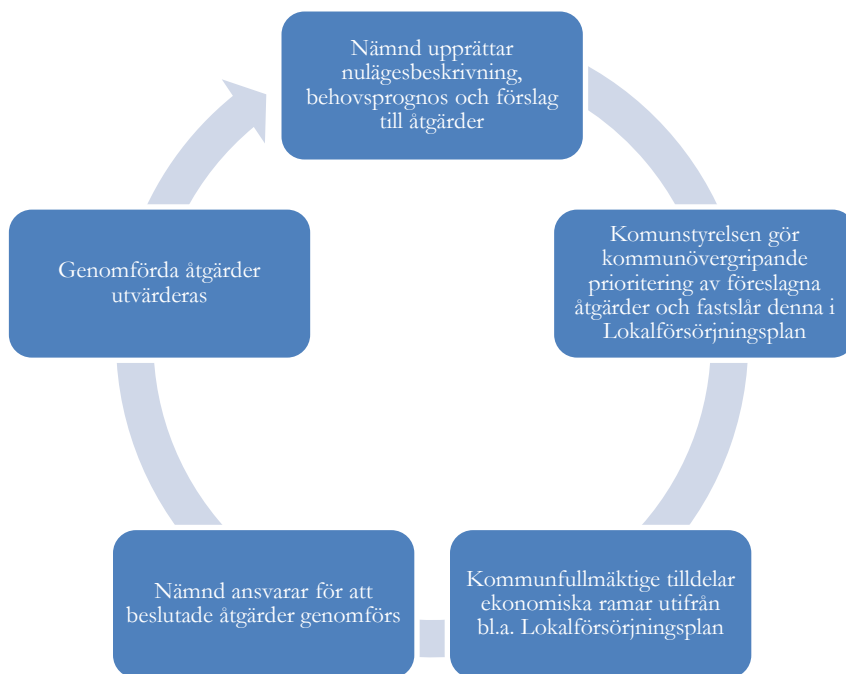 Nämnd upprättar
nulägesbeskrivning,
behovsprognos och förslag
till åtgärder
Komunstyrelsen gör
kommunövergripande
prioritering av föreslagna
åtgärder och fastslår denna i
Lokalförsörjningsplan
Kommunfullmäktige tilldelar
ekonomiska ramar utifrån
bl.a. Lokalförsörjningsplan
Nämnd ansvarar för att
beslutade åtgärder genomförs
Genomförda åtgärder
utvärderas